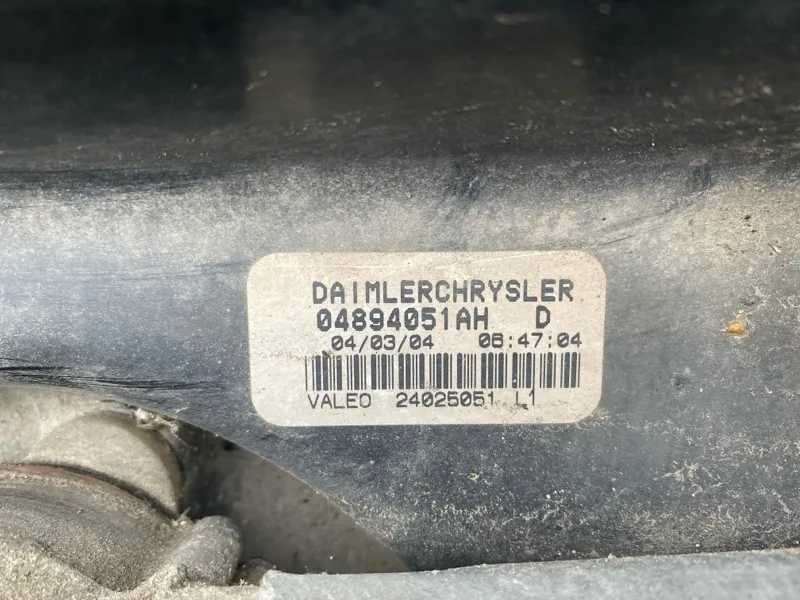 DAIMLERCHRYSLER
04894051AH D
04/03/04 08:47:04
VALEO 24025051 L1